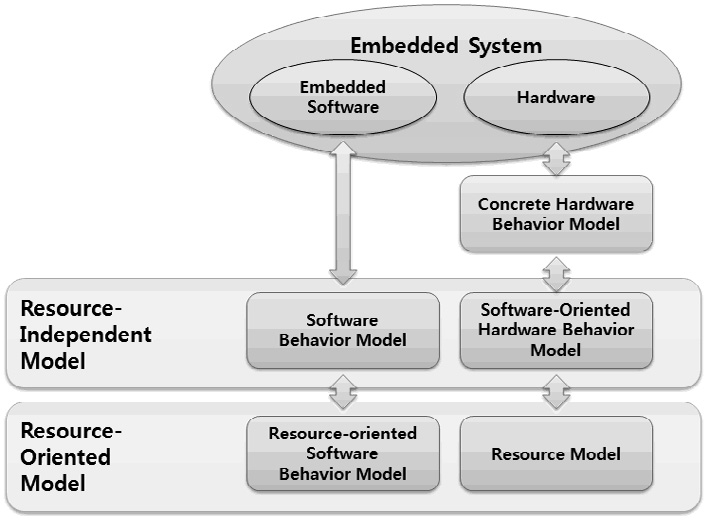 Embedded System
Embedded
Software
Hardware
Concrete Hardware
Behavior Model
Resource-
Independent
Model
Software
Behavior Model
Software-Oriented
Hardware Behavior
Model
Resource-
Oriented
Model
Resource-oriented
Software
Behavior Model
Resource Model